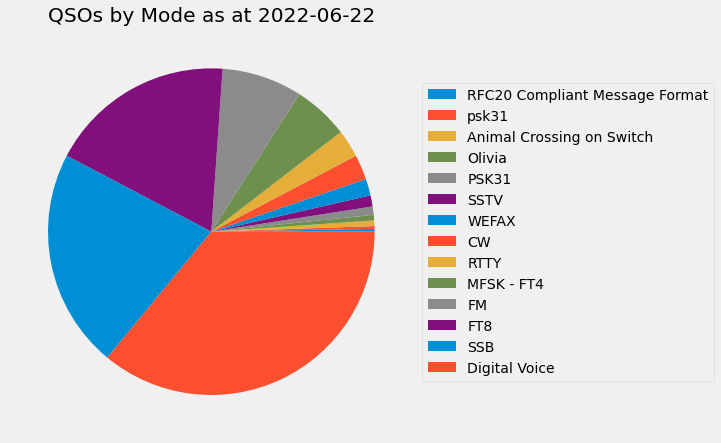 QSOs by Mode as at 2022-06-22
RFC20 Compliant Message Format
psk31
Animal Crossing on Switch
Olivia
PSK31
SSTV
WEFAX
CW
RTTY
MFSK - FT4
FM
FT8
SSB
Digital Voice